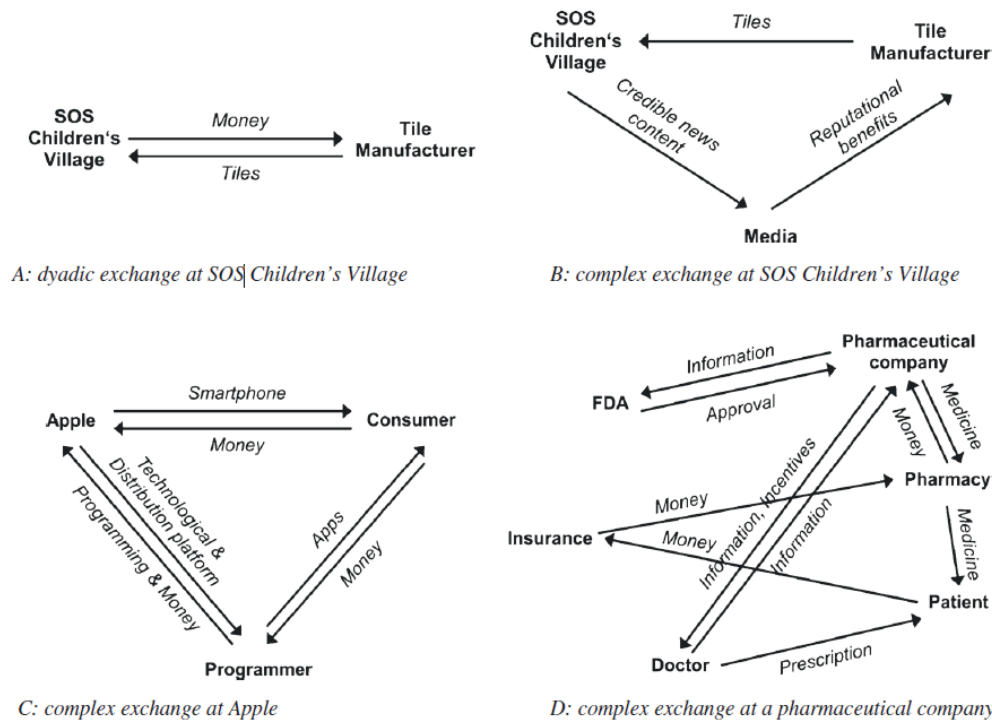 SOS
Children's
Village
Money
Tiles
Tile
Manufacturer
A: dyadic exchange at SOS Children's Village
SOS
Children's
Village
Tiles
Tile
Manufacturer
Credible news
content
Reputational
benefits
Media
B: complex exchange at SOS Children's Village
Apple
Smartphone
Money
Consumer
Technological &
Distribution platform
Programming & Money
Apps
Money
Programmer
C: complex exchange at Apple
Pharmaceutical
company
Information
FDA
Approval
Medicine
Money
Pharmacy
Information, Incentives
Information
Money
Insurance
Money
Medicine
Patient
Doctor
Prescription
D: complex exchange at a pharmaceutical company